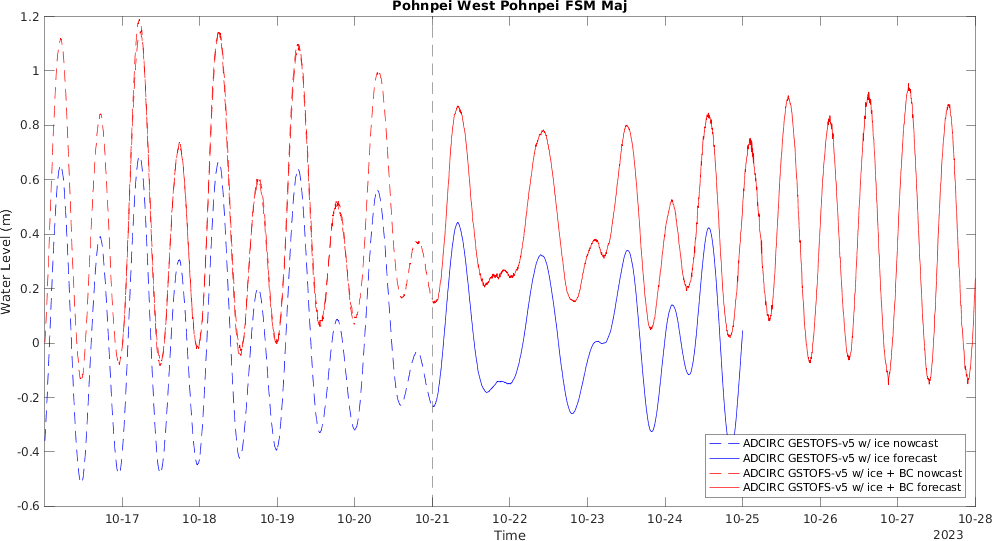 Pohnpei West Pohnpei FSM Maj
1.2
1
0.8
0.6
0.4
0.2
0
-0.2
-0.4
-0.6
Water Level (m)
ADCIRC GESTOFS-v5 w/ ice nowcast
ADCIRC GESTOFS-v5 w/ ice forecast
ADCIRC GSTOFS-v5 w/ ice + BC nowcast
ADCIRC GSTOFS-v5 w/ ice + BC forecast
10-17 10-18 10-19 10-20 10-21 10-22 10-23 10-24 10-25 10-26 10-27 10-28
Time
2023